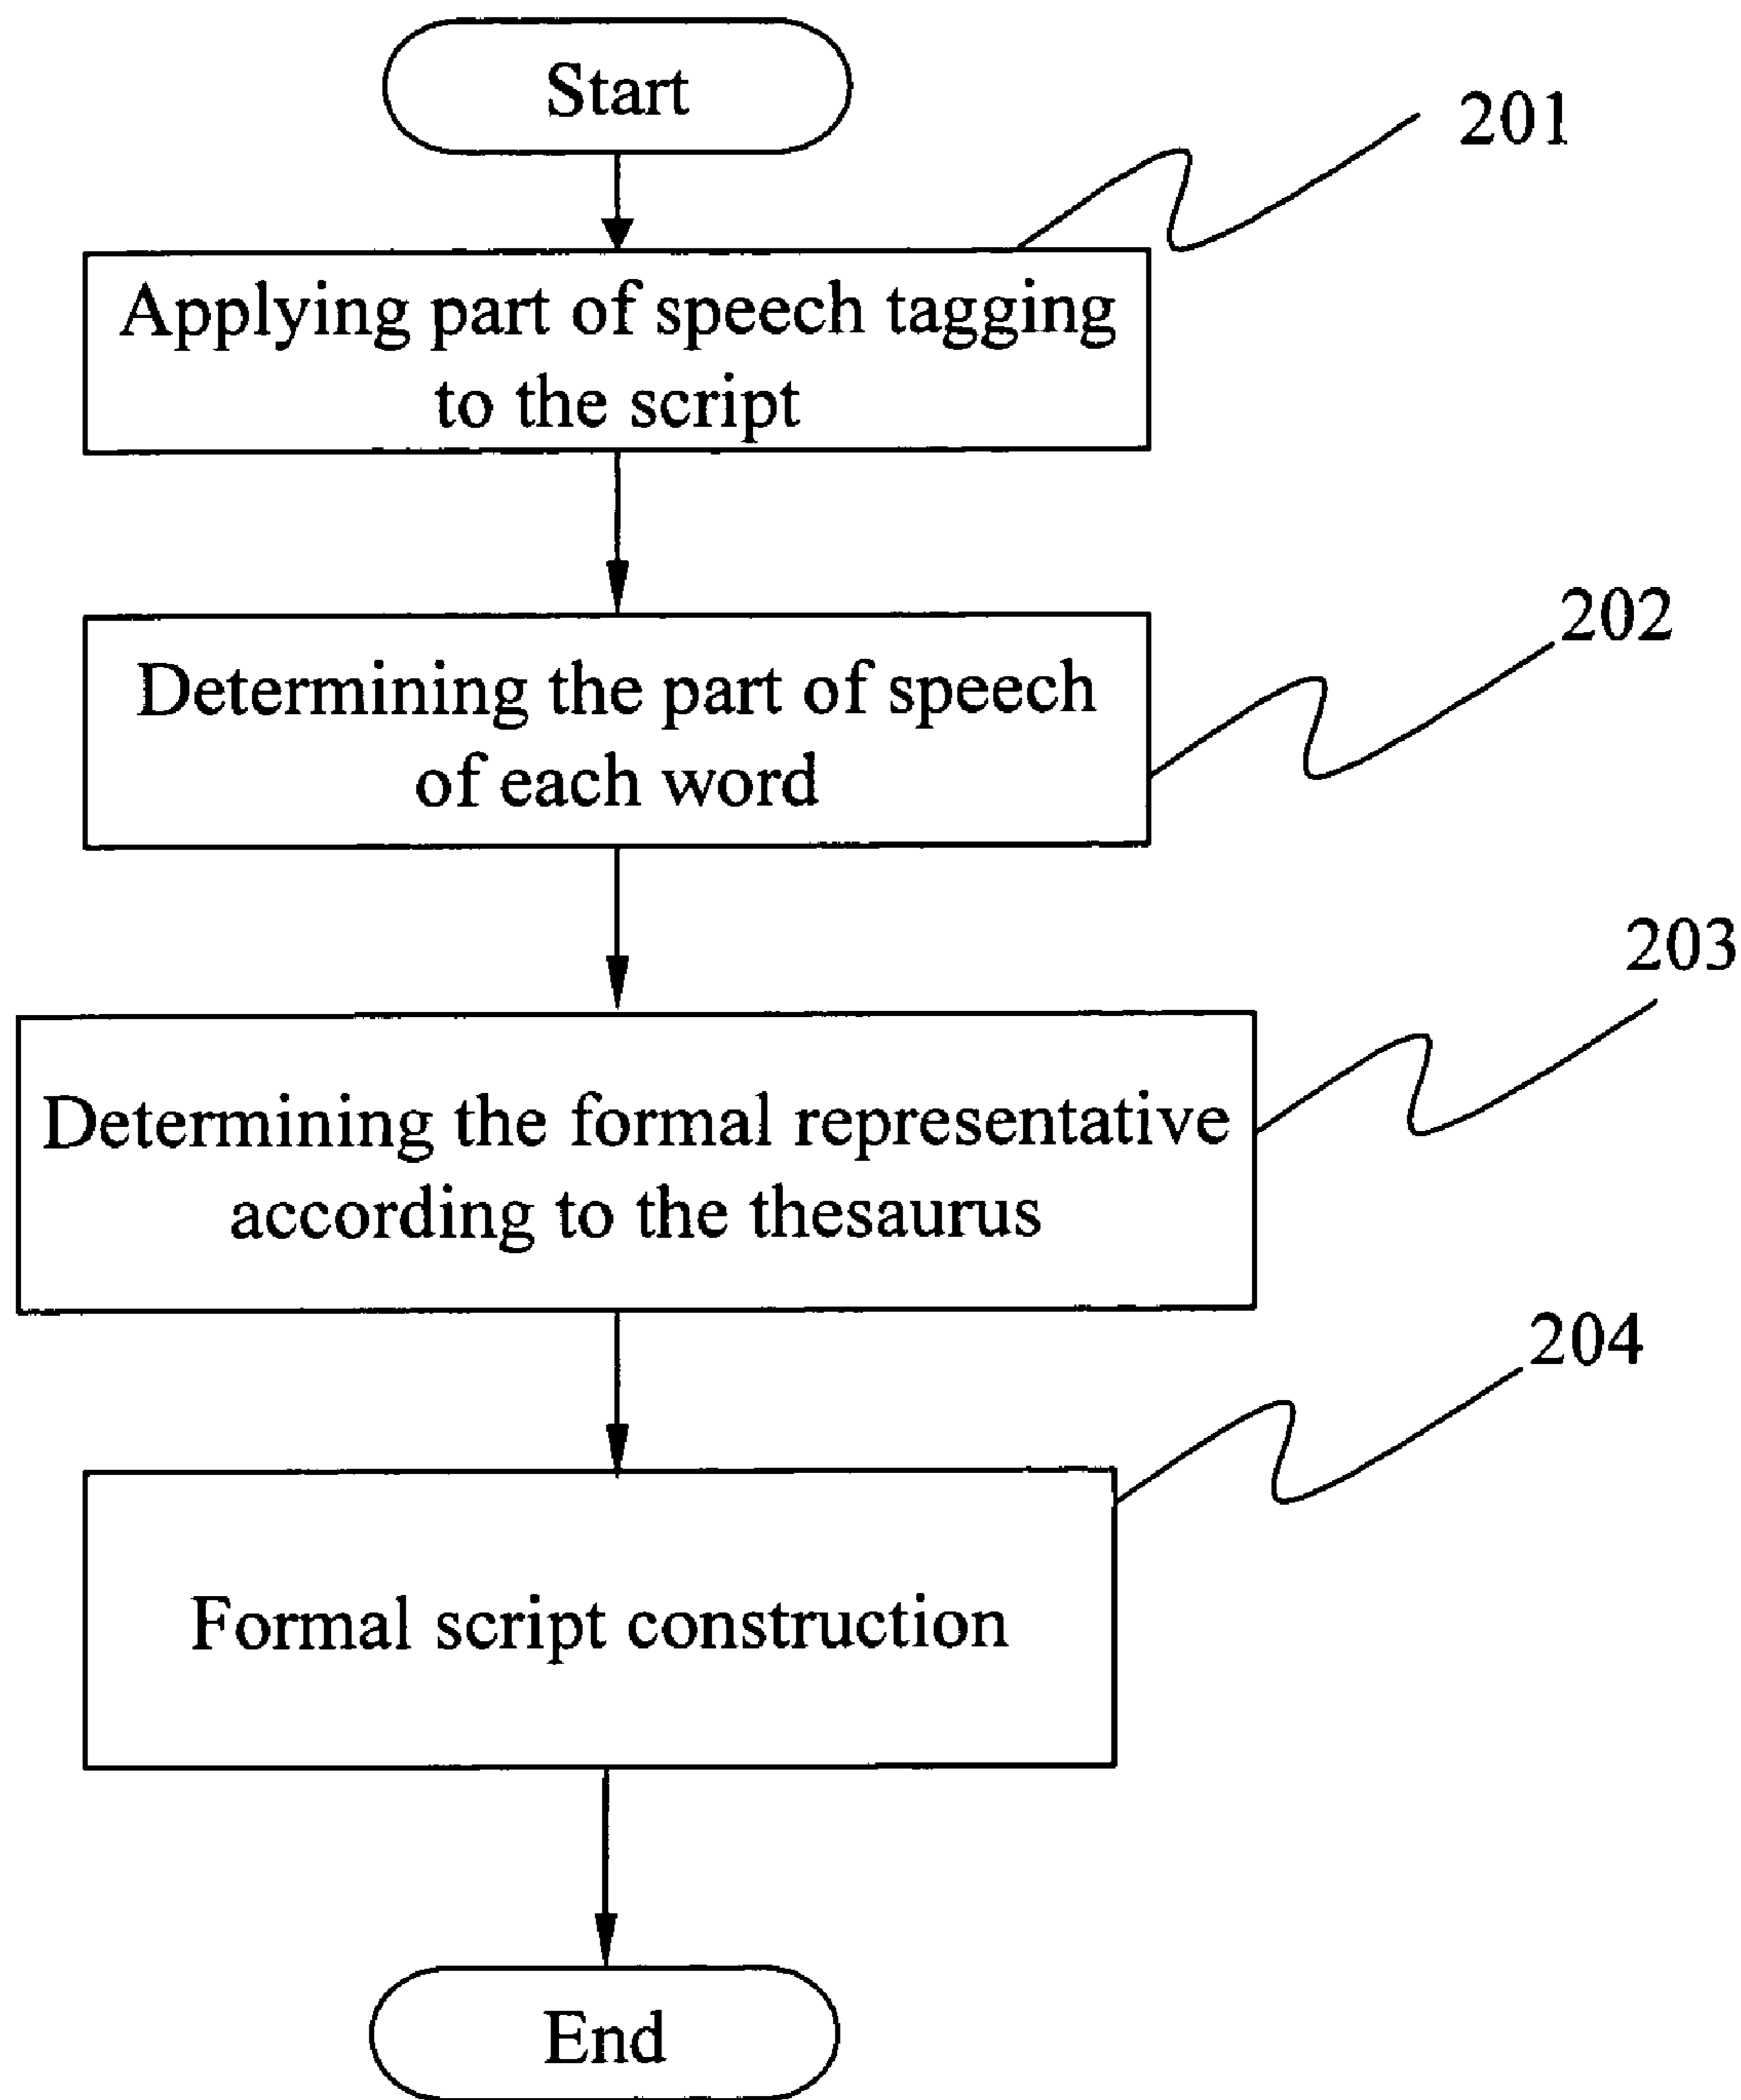 Start
201
Applying part of speech tagging
to the script
202
Determining the part of speech
of each word
203
Determining the formal representative
according to the thesaurus
204
Formal script construction
End